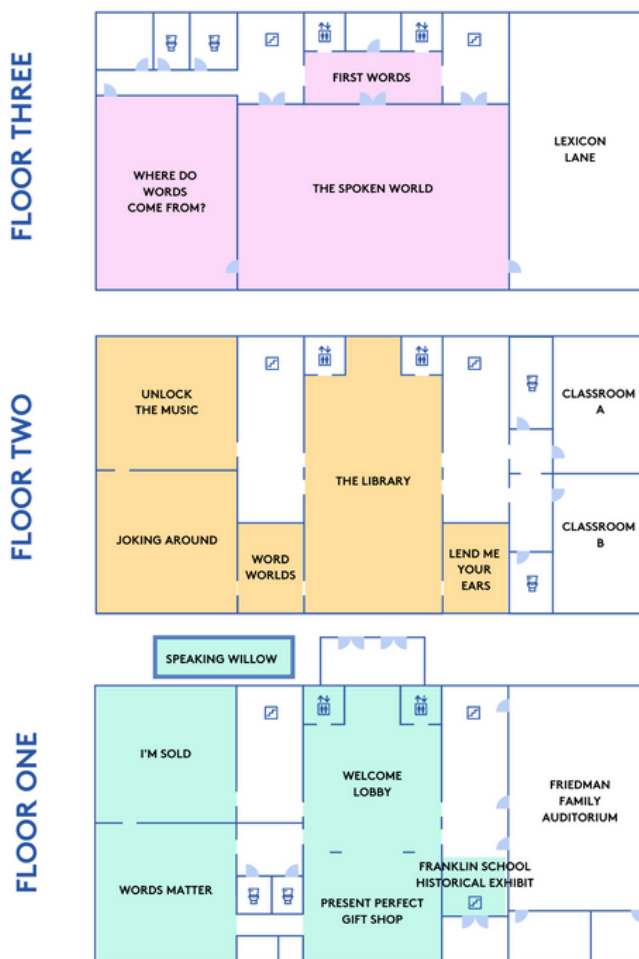 FLOOR THREE
FIRST WORDS
WHERE DO
WORDS
COME FROM?
THE SPOKEN WORLD
LEXICON
LANE
FLOOR TWO
UNLOCK
THE MUSIC
CLASSROOM
A
THE LIBRARY
JOKING AROUND
WORD
WORLDS
LEND ME
YOUR
EARS
CLASSROOM
B
FLOOR ONE
SPEAKING WILLOW
I'M SOLD
WELCOME
LOBBY
FRIEDMAN
FAMILY
AUDITORIUM
WORDS MATTER
PRESENT PERFECT
GIFT SHOP
FRANKLIN SCHOOL
HISTORICAL EXHIBIT